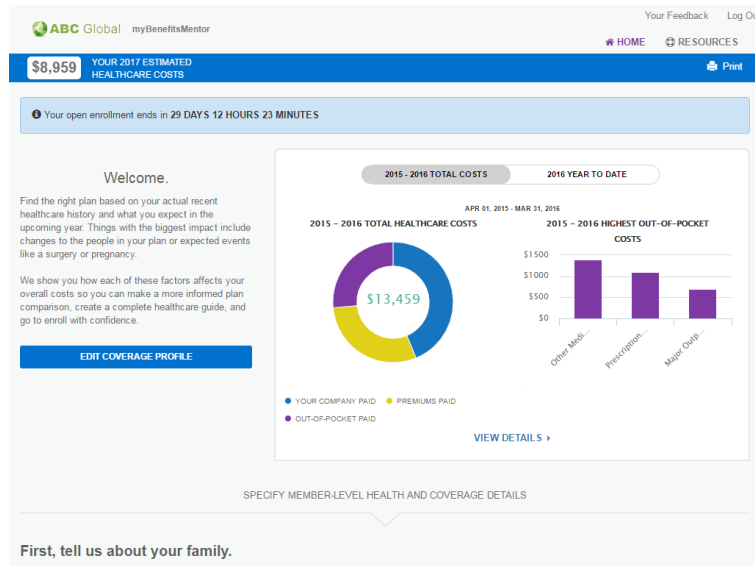 Your Feedback Log Ou
ABC Global myBenefitsMentor
HOME RESOURCES
$8,959 YOUR 2017 ESTIMATED
HEALTHCARE COSTS
Print
Your open enrollment ends in 29 DAYS 12 HOURS 23 MINUTES
Welcome.
Find the right plan based on your actual recent
healthcare history and what you expect in the
upcoming year. Things with the biggest impact include
changes to the people in your plan or expected events
like a surgery or pregnancy.
We show you how each of these factors affects your
overall costs so you can make a more informed plan
comparison, create a complete healthcare guide, and
go to enroll with confidence.
EDIT COVERAGE PROFILE
2015 - 2016 TOTAL COSTS 2016 YEAR TO DATE
APR 01, 2015 - MAR 31, 2016
2015 – 2016 TOTAL HEALTHCARE COSTS
$13,459
YOUR COMPANY PAID PREMIUMS PAID
OUT-OF-POCKET PAID
2015 – 2016 HIGHEST OUT-OF-POCKET
COSTS
$1500
$1000
$500
$0
Other Medi...
Prescription...
Major Outp...
VIEW DETAILS
SPECIFY MEMBER-LEVEL HEALTH AND COVERAGE DETAILS
First, tell us about your family.